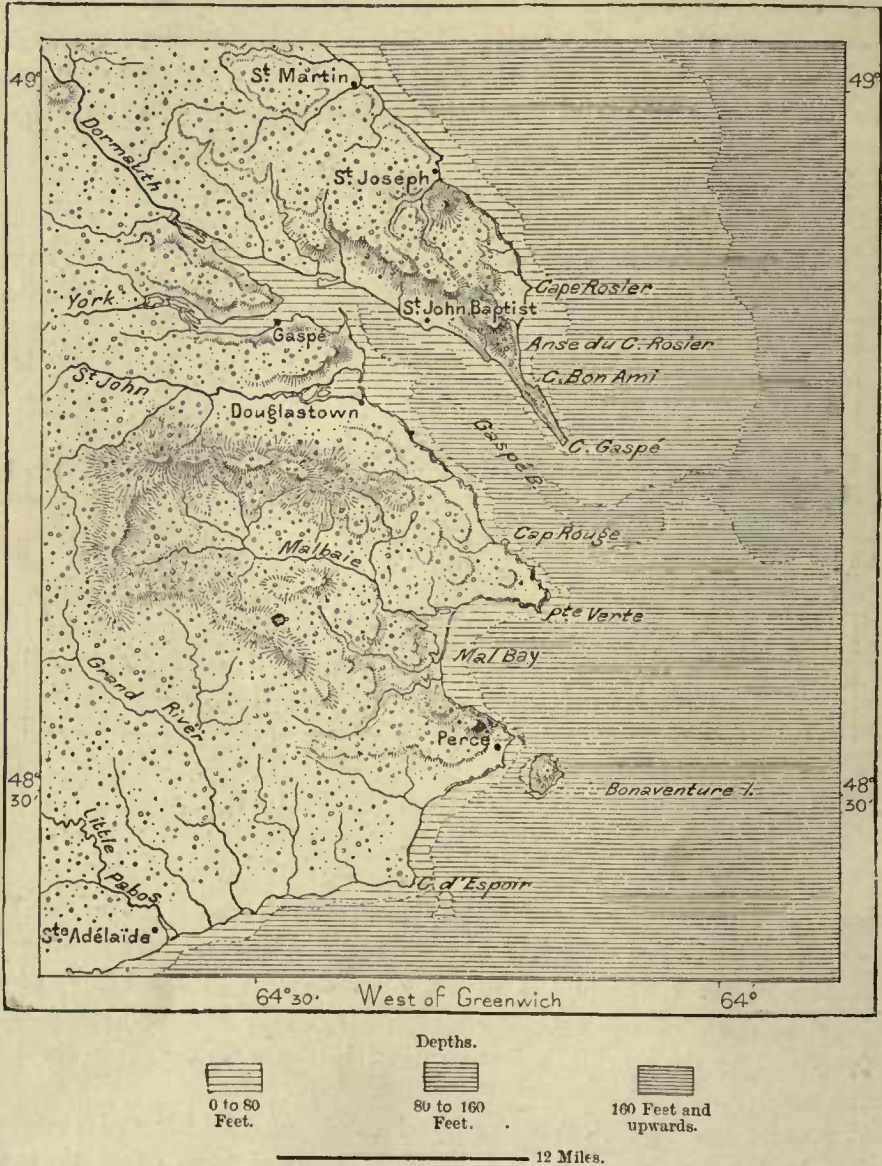 49°
49°
St Martin
Dormouth
St Joseph
Cape Rosier
York
St John Baptist
Gaspé
Anse du C. Rosier
St John
C. Bon Ami
Douglastown
Gaspé B.
C. Gaspé
Malbaie
Cap Rouge
Pte Verte
Mal Bay
Grand River
Percé
48°
30'
48°
30'
Bonaventure I.
Little Pabos
C. d'Espoir
Ste Adélaïde
64°30'
West of Greenwich
64°
Depths.
0 to 80
Feet.
80 to 160
Feet.
160 Feet and
upwards.
12 Miles.